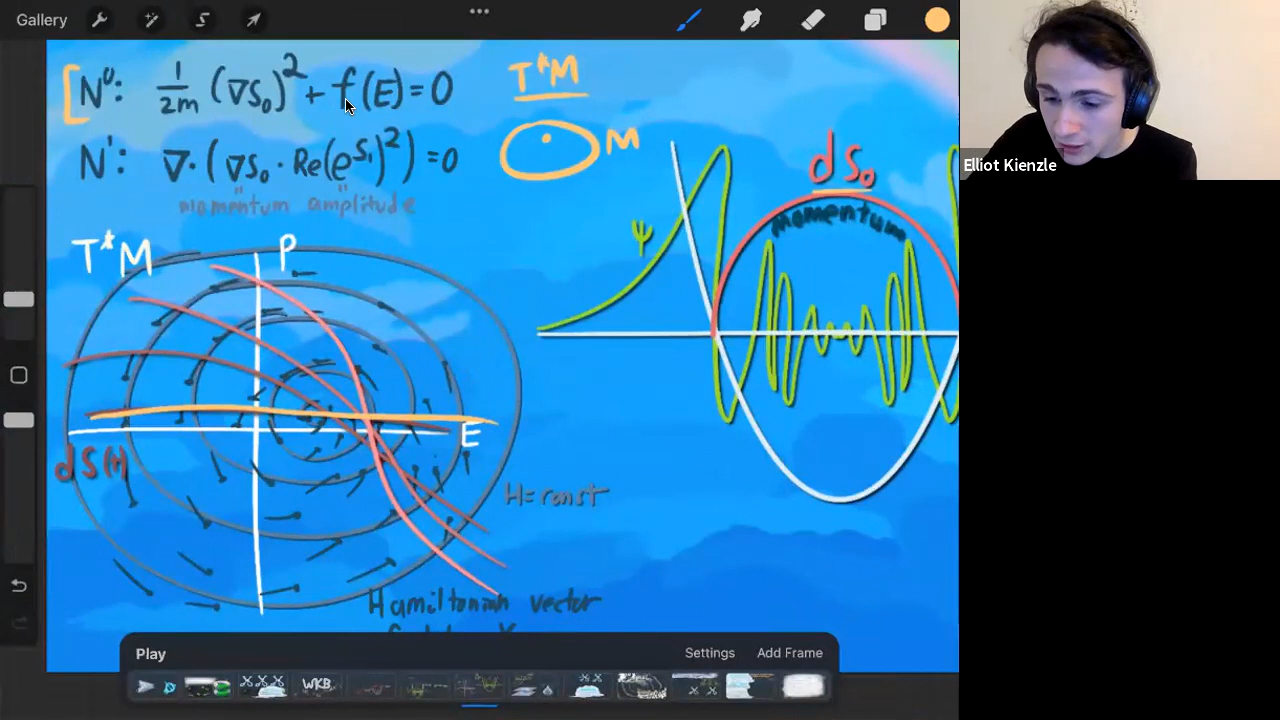 Gallery
N⁰: 1/2m (∇S₀)² + f(E) = 0
T*M
N¹: ∇·(∇S₀ · Re(e^S₁)²) = 0
M
Elliot Kienzle
momentum amplitude
dS₀
momentum
ψ
T*M
P
E
dS(t)
H=const
Hamiltonian vector
Play
Settings
Add Frame
WKB